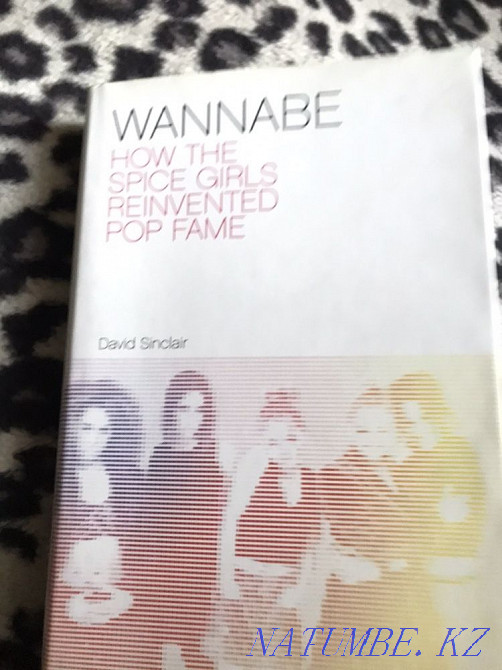 WANNABE
HOW THE
SPICE GIRLS
REINVENTED
POP FAME
David Sinclair
NATUMBE. KZ